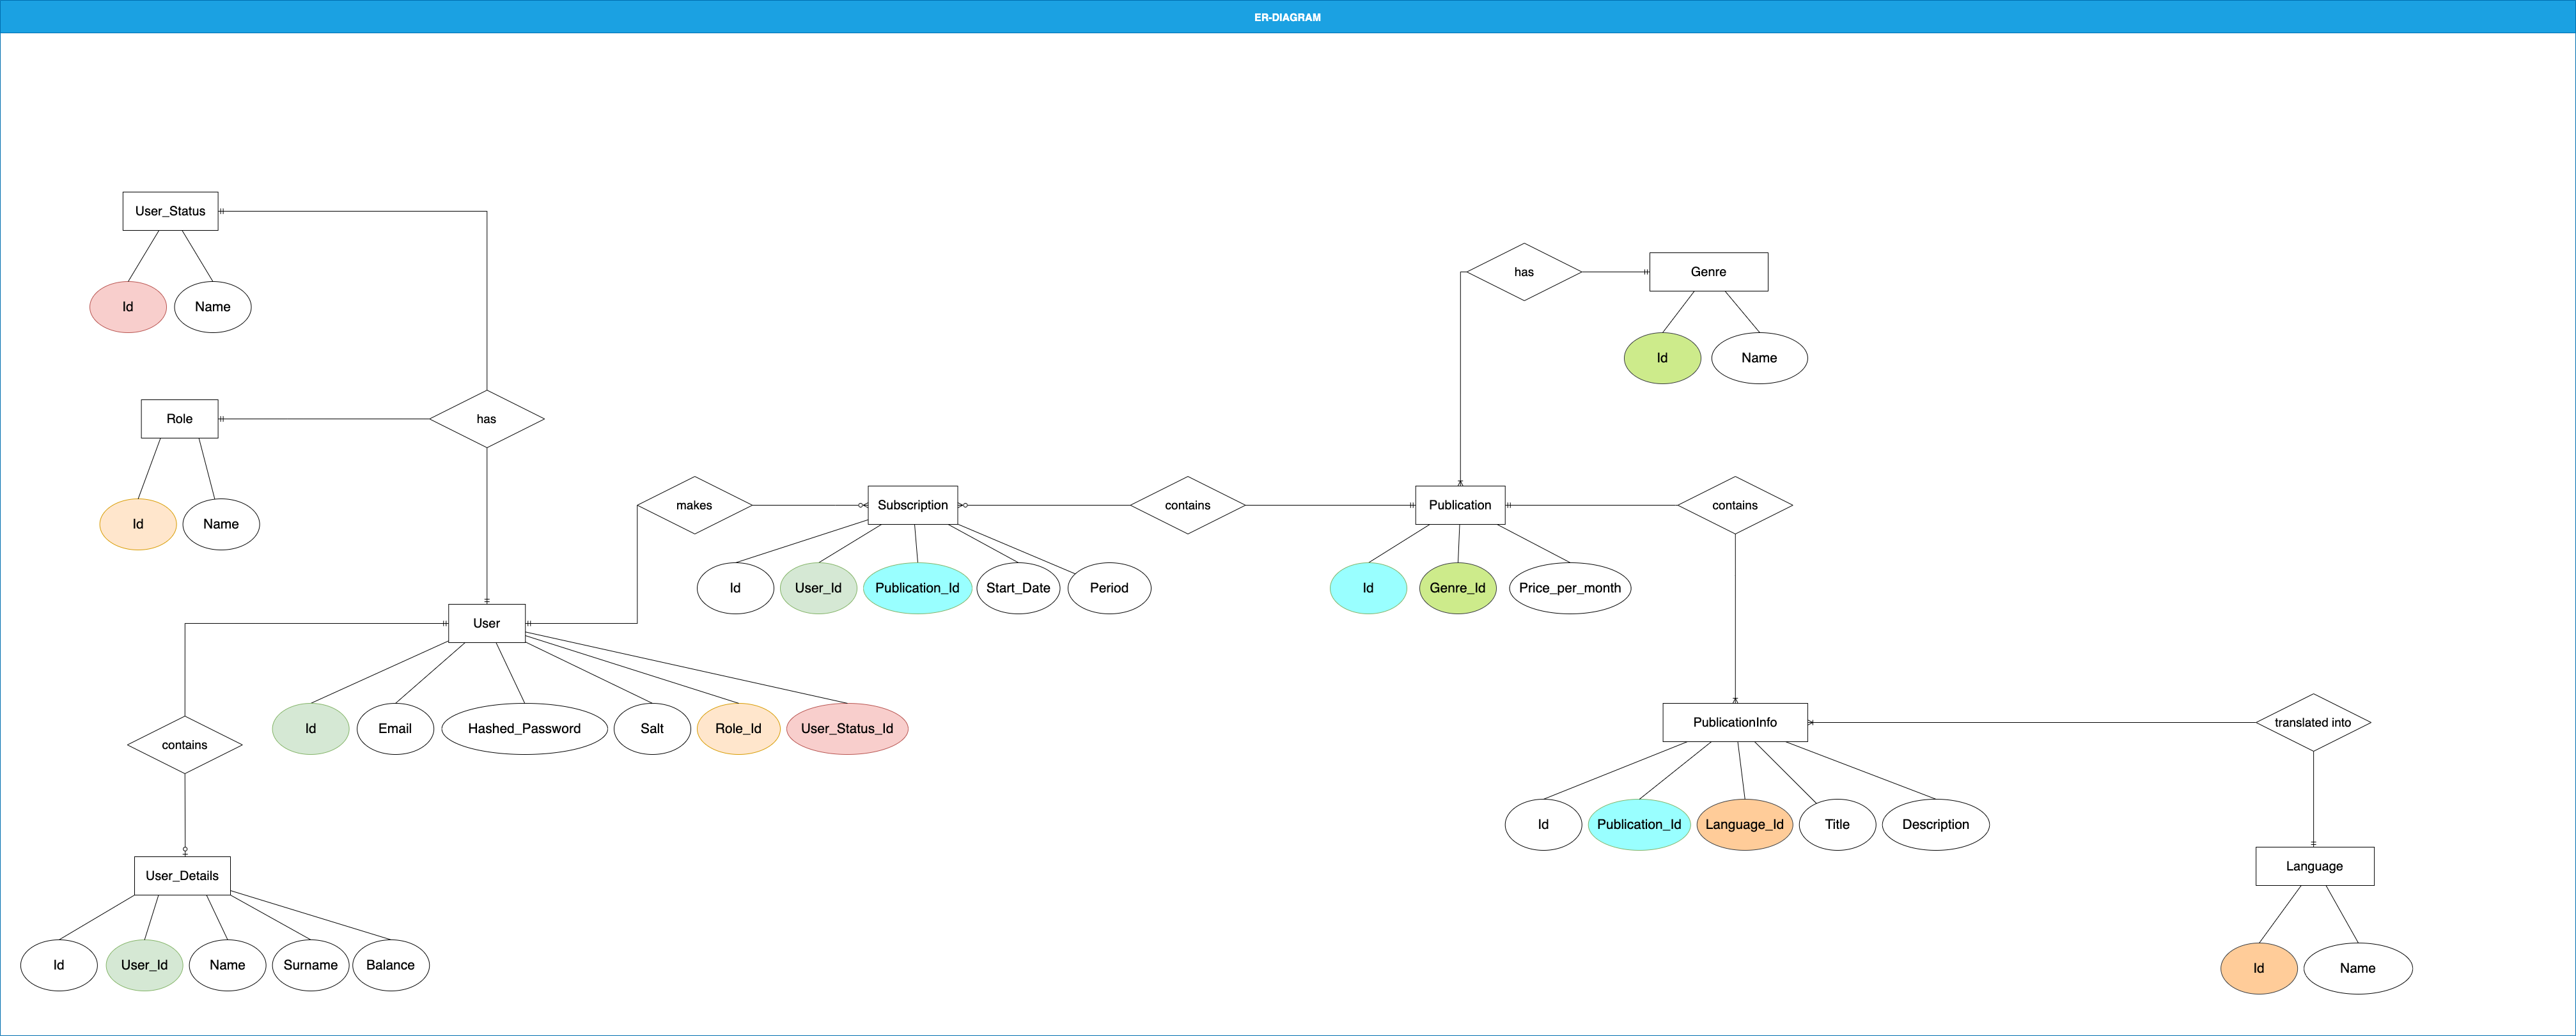 ER-DIAGRAM
User_Status
Id
Name
Role
Id
Name
has
has
Genre
Id
Name
makes
Subscription
contains
Publication
contains
Id
User_Id
Publication_Id
Start_Date
Period
Id
Genre_Id
Price_per_month
User
Id
Email
Hashed_Password
Salt
Role_Id
User_Status_Id
contains
PublicationInfo
translated into
Id
Publication_Id
Language_Id
Title
Description
User_Details
Id
User_Id
Name
Surname
Balance
Language
Id
Name